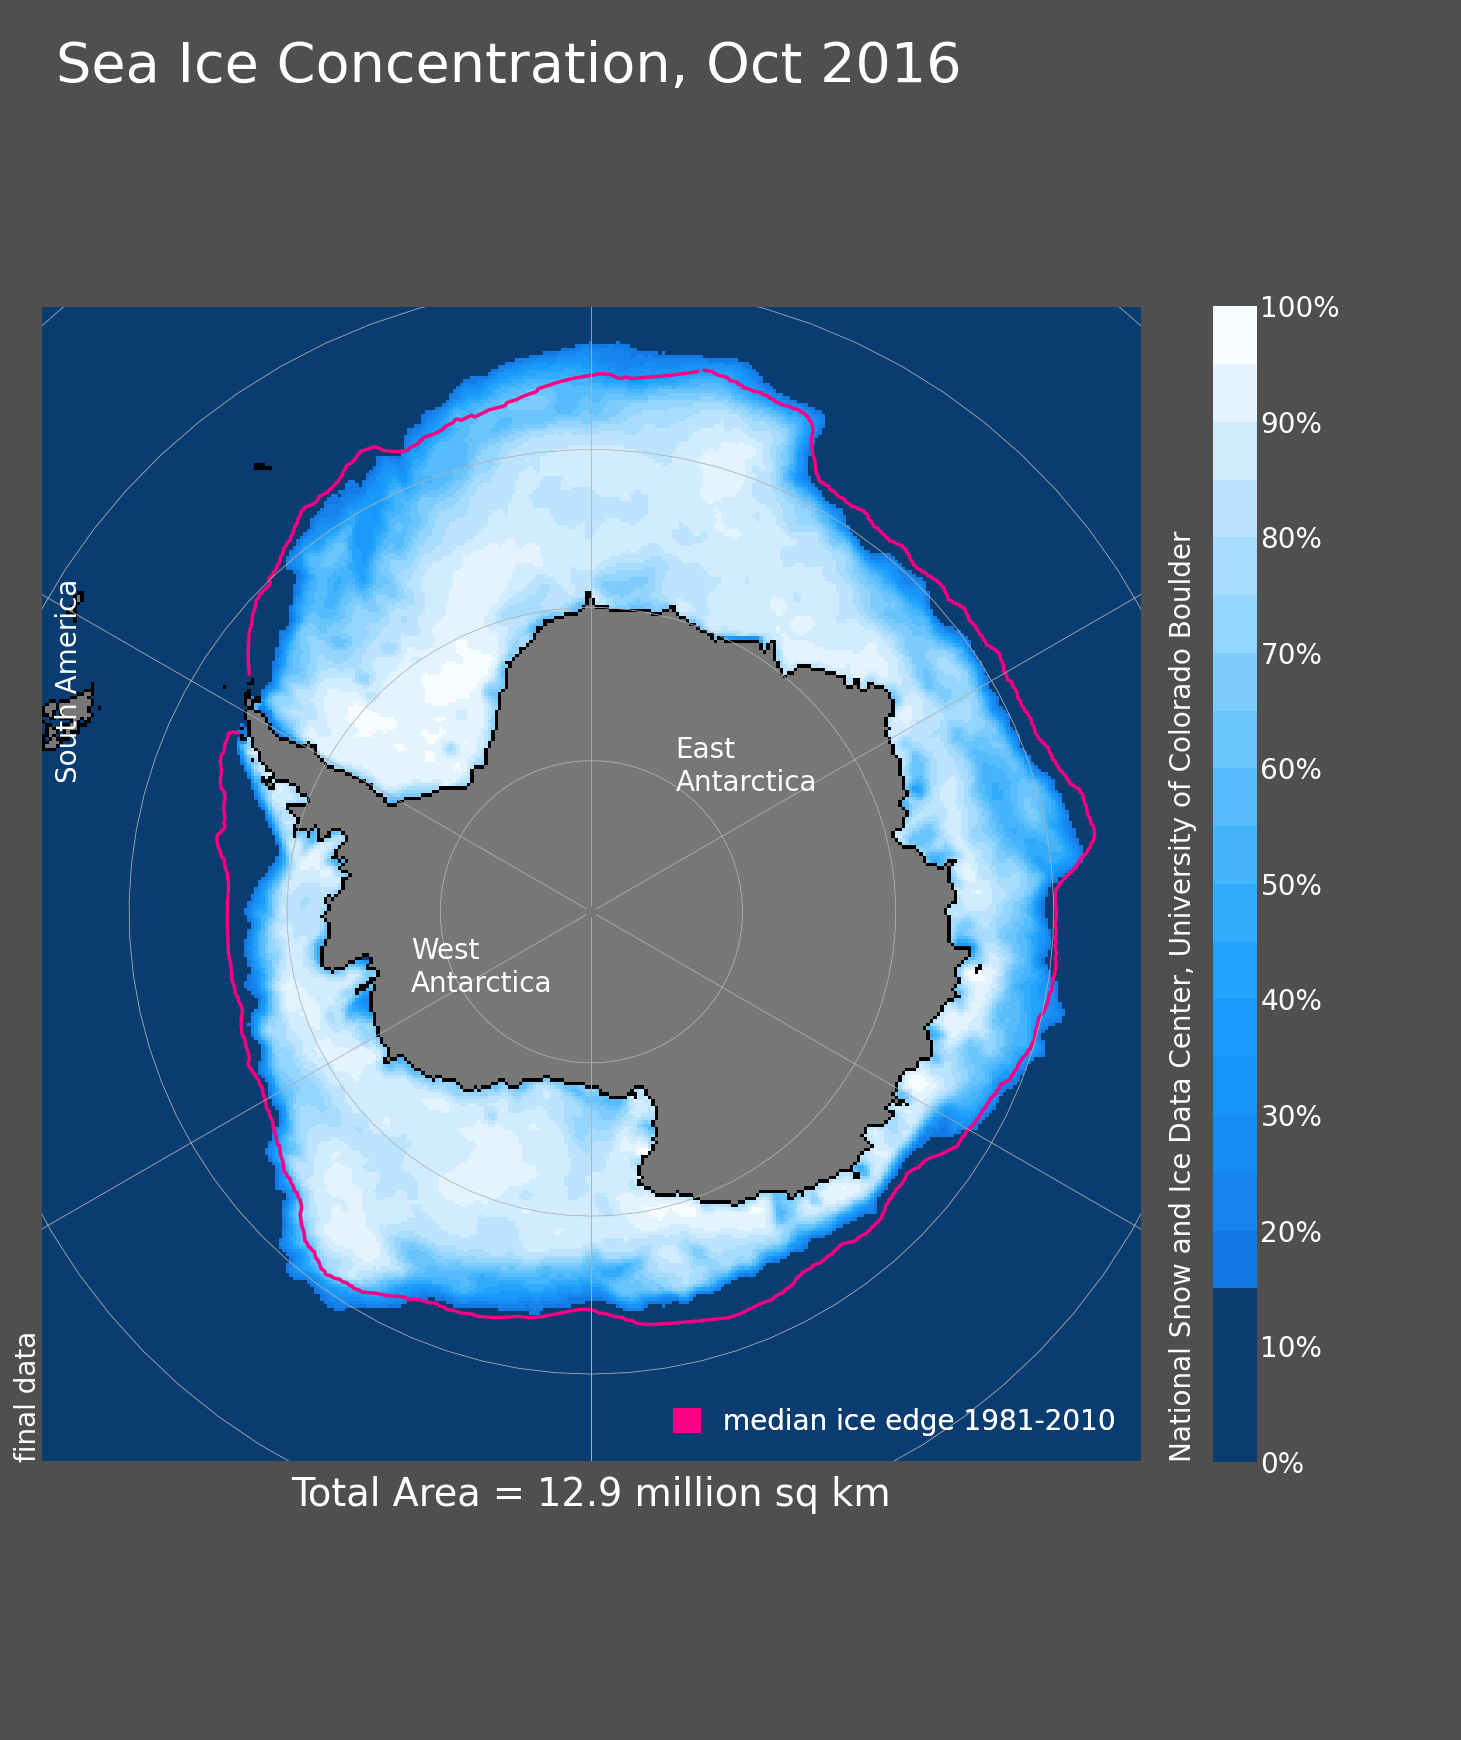 Sea Ice Concentration, Oct 2016
South America
East
Antarctica
West
Antarctica
final data
median ice edge 1981-2010
Total Area = 12.9 million sq km
National Snow and Ice Data Center, University of Colorado Boulder
100%
90%
80%
70%
60%
50%
40%
30%
20%
10%
0%